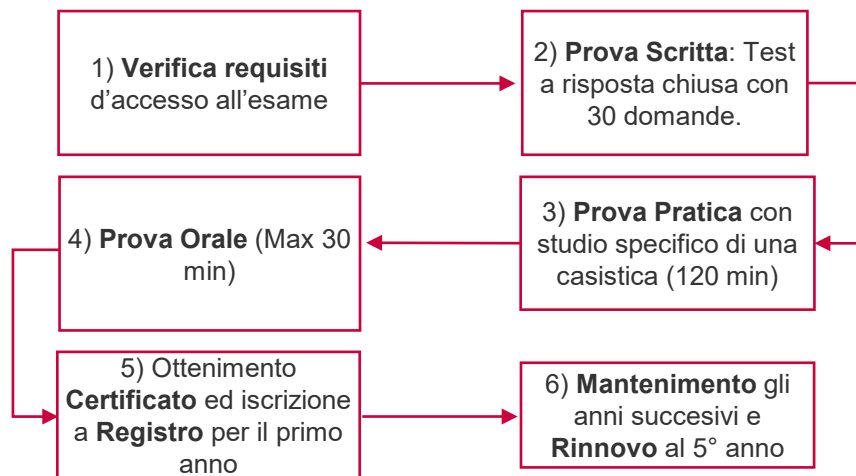 1) Verifica requisiti
d'accesso all'esame
2) Prova Scritta: Test
a risposta chiusa con
30 domande.
3) Prova Pratica con
studio specifico di una
casistica (120 min)
4) Prova Orale (Max 30
min)
5) Ottenimento
Certificato ed iscrizione
a Registro per il primo
anno
6) Mantenimento gli
anni succesivi e
Rinnovo al 5° anno